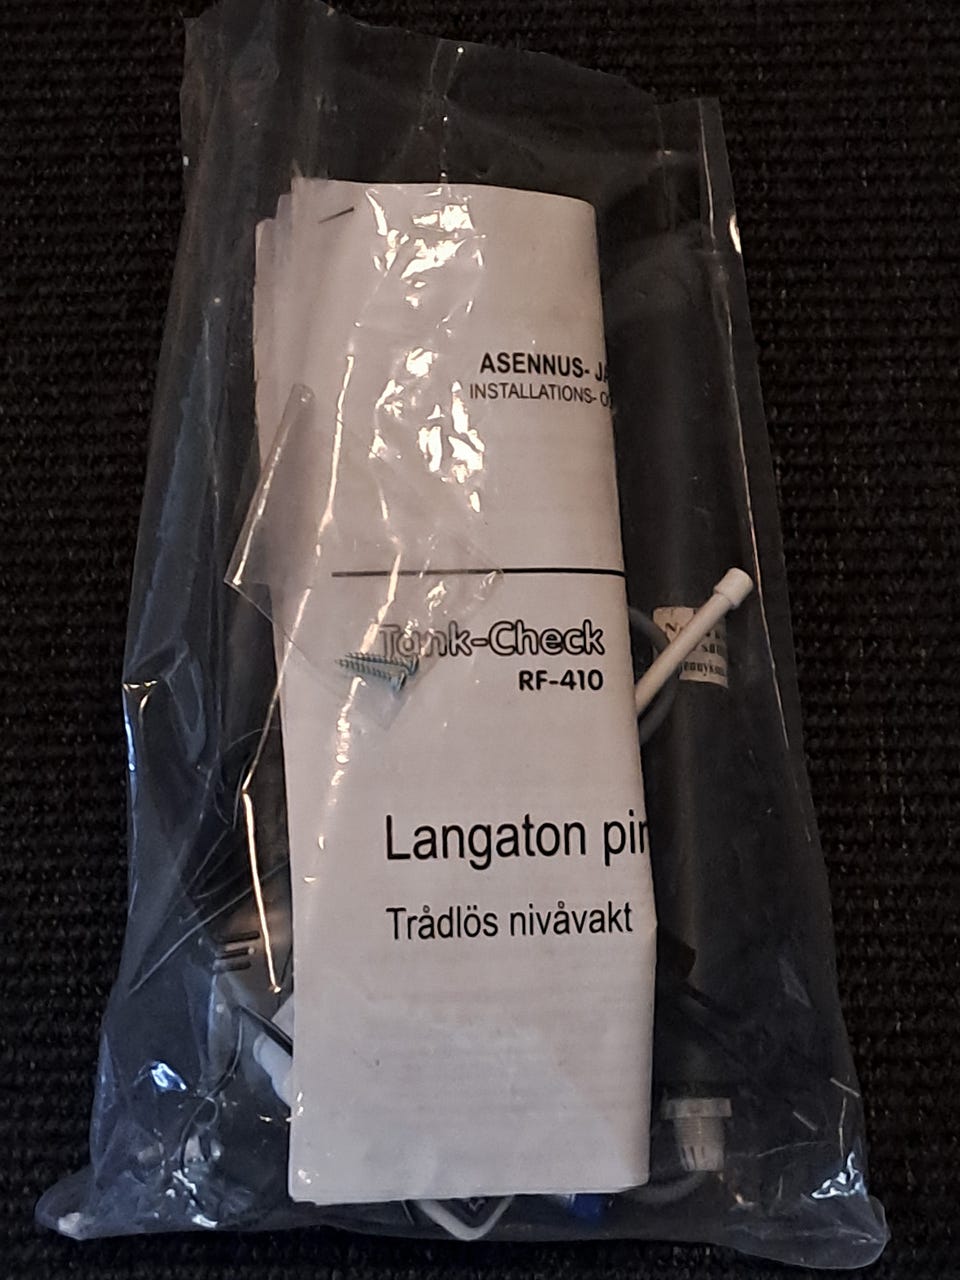 ASENNUS- JA
INSTALLATIONS- O
Tank-Check
RF-410
Langaton pin
Trådlös nivåvakt